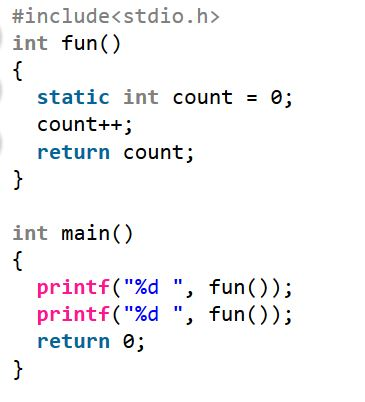 #include<stdio.h>
int fun()
{
  static int count = 0;
  count++;
  return count;
}

int main()
{
  printf("%d ", fun());
  printf("%d ", fun());
  return 0;
}